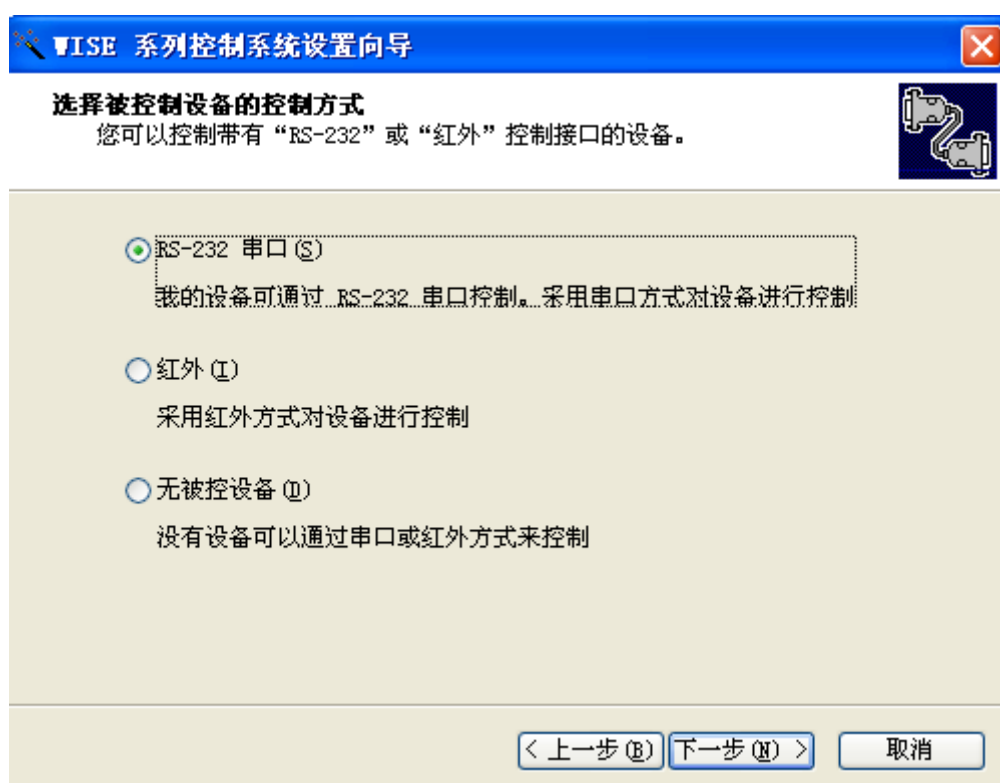 WISE 系列控制系统设置向导
选择被控制设备的控制方式
您可以控制带有“RS-232”或“红外”控制接口的设备。
RS-232 串口(S)
我的设备可通过 RS-232 串口控制。采用串口方式对设备进行控制
红外(I)
采用红外方式对设备进行控制
无被控设备(D)
没有设备可以通过串口或红外方式来控制
< 上一步(B) 下一步(N) > 取消